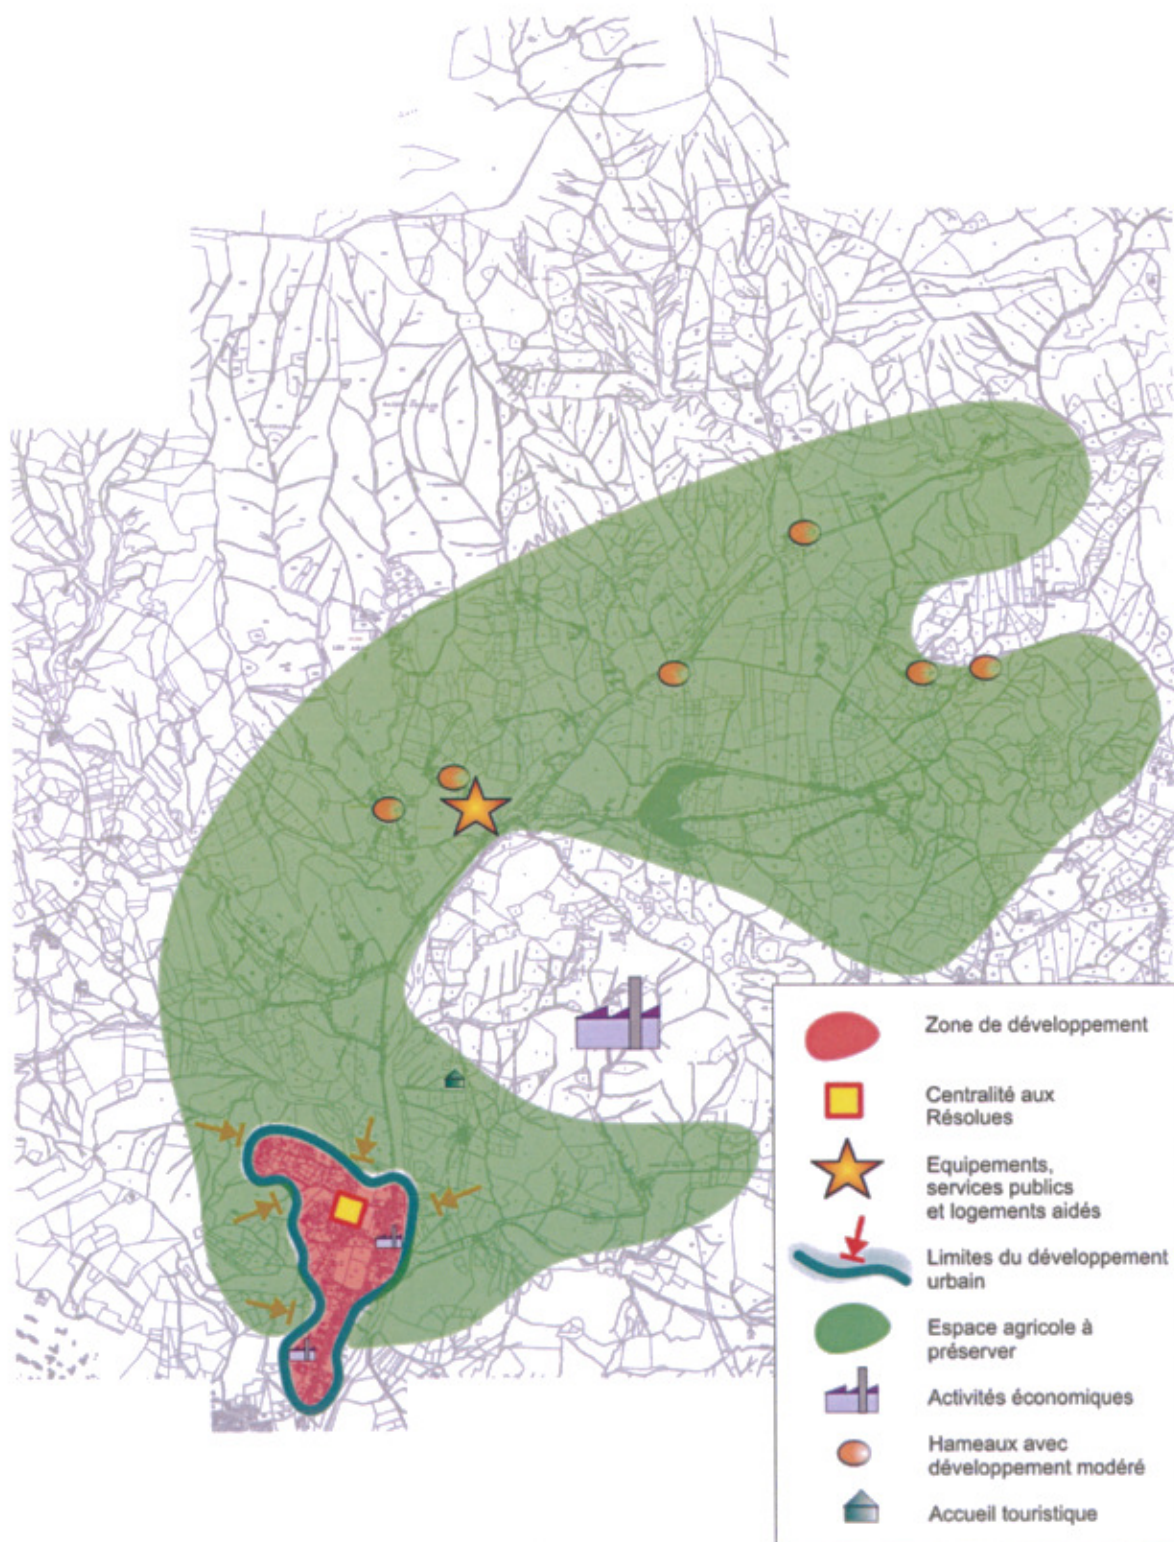 Zone de développement
Centralité aux
Résolues
Equipements,
services publics
et logements aidés
Limites du développement
urbain
Espace agricole à
préserver
Activités économiques
Hameaux avec
développement modéré
Accueil touristique